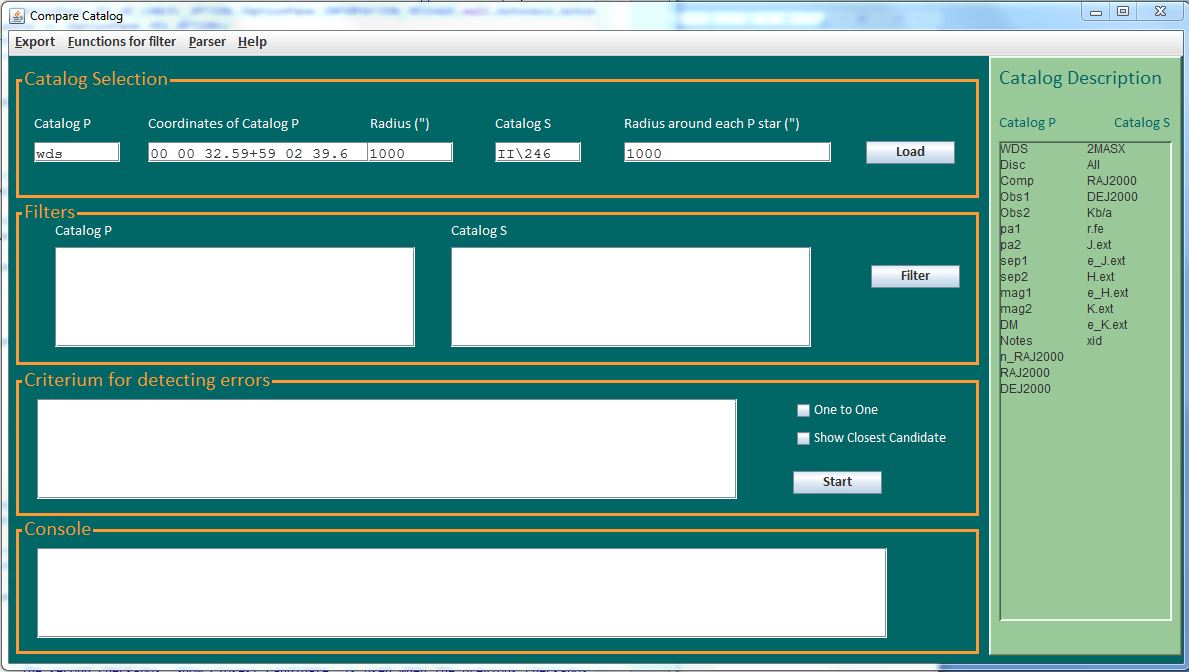 Compare Catalog
Export Functions for filter Parser Help
Catalog Selection
Catalog P Coordinates of Catalog P Radius (") Catalog S Radius around each P star (")
wds 00 00 32.59+59 02 39.6 1000 II\246 1000 Load
Filters
Catalog P Catalog S
Filter
Criterium for detecting errors
One to One
Show Closest Candidate
Start
Console
Catalog Description
Catalog P Catalog S
WDS 2MASX
Disc All
Comp RAJ2000
Obs1 DEJ2000
Obs2 Kb/a
pa1 r.fe
pa2 J.ext
sep1 e_J.ext
sep2 H.ext
mag1 e_H.ext
mag2 K.ext
DM e_K.ext
Notes xid
n_RAJ2000
RAJ2000
DEJ2000